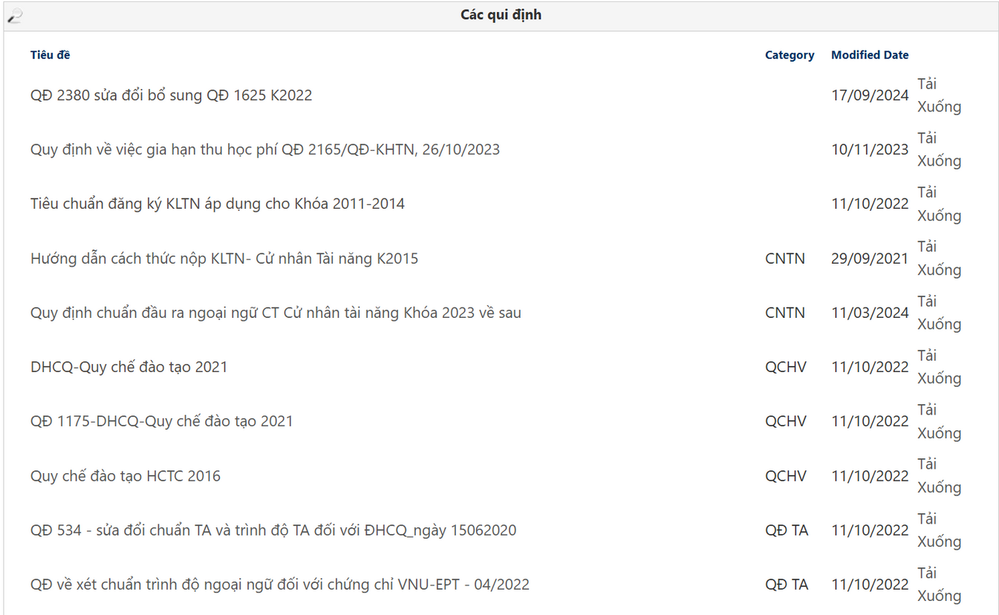 Các qui định
Tiêu đề Category Modified Date
QĐ 2380 sửa đổi bổ sung QĐ 1625 K2022 17/09/2024 Tải
Xuống
Quy định về việc gia hạn thu học phí QĐ 2165/QĐ-KHTN, 26/10/2023 10/11/2023 Tải
Xuống
Tiêu chuẩn đăng ký KLTN áp dụng cho Khóa 2011-2014 11/10/2022 Tải
Xuống
Hướng dẫn cách thức nộp KLTN- Cử nhân Tài năng K2015 CNTN 29/09/2021 Tải
Xuống
Quy định chuẩn đầu ra ngoại ngữ CT Cử nhân tài năng Khóa 2023 về sau CNTN 11/03/2024 Tải
Xuống
DHCQ-Quy chế đào tạo 2021 QCHV 11/10/2022 Tải
Xuống
QĐ 1175-DHCQ-Quy chế đào tạo 2021 QCHV 11/10/2022 Tải
Xuống
Quy chế đào tạo HCTC 2016 QCHV 11/10/2022 Tải
Xuống
QĐ 534 - sửa đổi chuẩn TA và trình độ TA đối với ĐHCQ_ngày 15062020 QĐ TA 11/10/2022 Tải
Xuống
QĐ về xét chuẩn trình độ ngoại ngữ đối với chứng chỉ VNU-EPT - 04/2022 QĐ TA 11/10/2022 Tải
Xuống